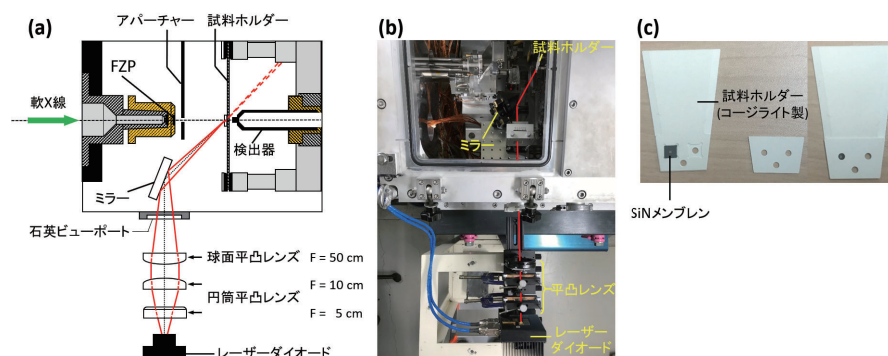 (a)
アパーチャー
試料ホルダー
FZP
軟X線
検出器
ミラー
石英ビューポート
球面平凸レンズ F = 50 cm
F = 10 cm
円筒平凸レンズ
F = 5 cm
レーザーダイオード
(b)
試料ホルダー
ミラー
平凸レンズ
レーザー
ダイオード
(c)
試料ホルダー
(コージライト製)
SiNメンブレン